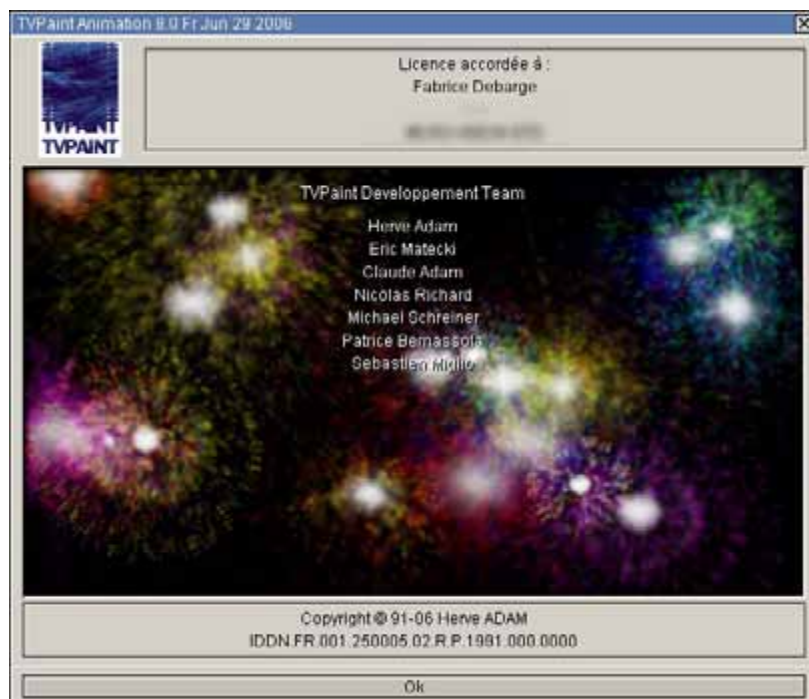 TVPaint Animation 8.0 Fr Jun 29 2006
TVPAINT
TVPAINT
Licence accordée à :
Fabrice Debarge
TVPaint Developpement Team
Herve Adam
Eric Matecki
Claude Adam
Nicolas Richard
Michael Schreiner
Patrice Bernassola
Sebastien Miglio
Copyright © 91-06 Herve ADAM
IDDN.FR.001.250005.02.R.P.1991.000.0000
Ok